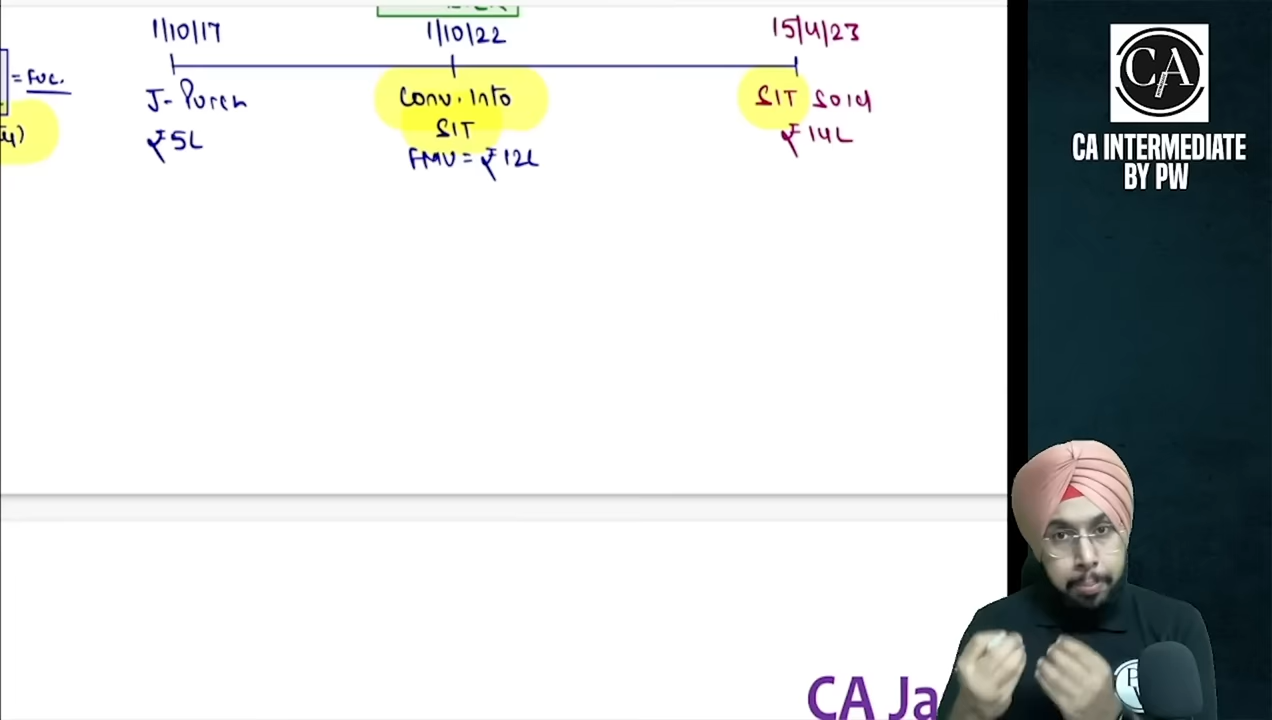 1/10/17
1/10/22
15/4/23
= FVC.
J- Purch
₹5L
Conv. Into
SIT
FMV = ₹12L
SIT Sold
₹14L
CA
CA INTERMEDIATE
BY PW
CA Ja